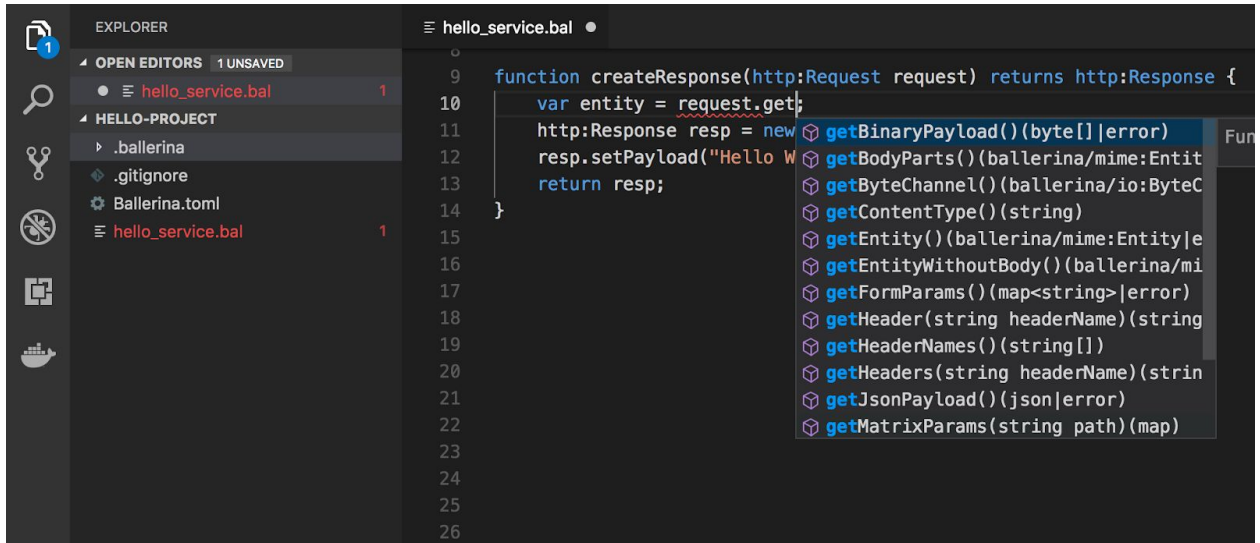 1
EXPLORER
OPEN EDITORS 1 UNSAVED
hello_service.bal 1
HELLO-PROJECT
.ballerina
.gitignore
Ballerina.toml
hello_service.bal 1
hello_service.bal
8
9 function createResponse(http:Request request) returns http:Response {
10 var entity = request.get;
11 http:Response resp = new
12 resp.setPayload("Hello W
13 return resp;
14 }
15
16
17
18
19
20
21
22
23
24
25
26
getBinaryPayload()(byte[]|error)
getBodyParts()(ballerina/mime:Entit
getByteChannel()(ballerina/io:ByteC
getContentType()(string)
getEntity()(ballerina/mime:Entity|e
getEntityWithoutBody()(ballerina/mi
getFormParams()(map<string>|error)
getHeader(string headerName)(string
getHeaderNames()(string[])
getHeaders(string headerName)(strin
getJsonPayload()(json|error)
getMatrixParams(string path)(map)
Fun